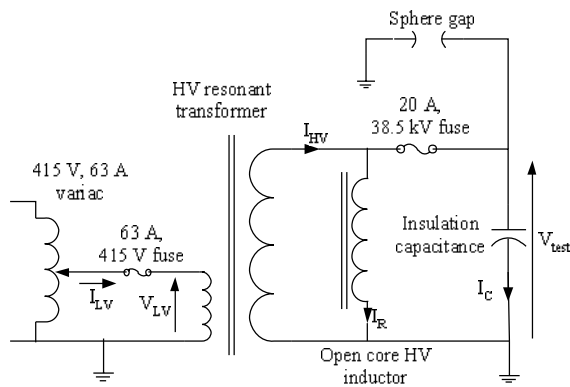 Sphere gap
HV resonant
transformer
20 A,
38.5 kV fuse
I_HV
415 V, 63 A
variac
63 A,
415 V fuse
Insulation
capacitance
V_test
I_LV
V_LV
I_C
I_R
Open core HV
inductor